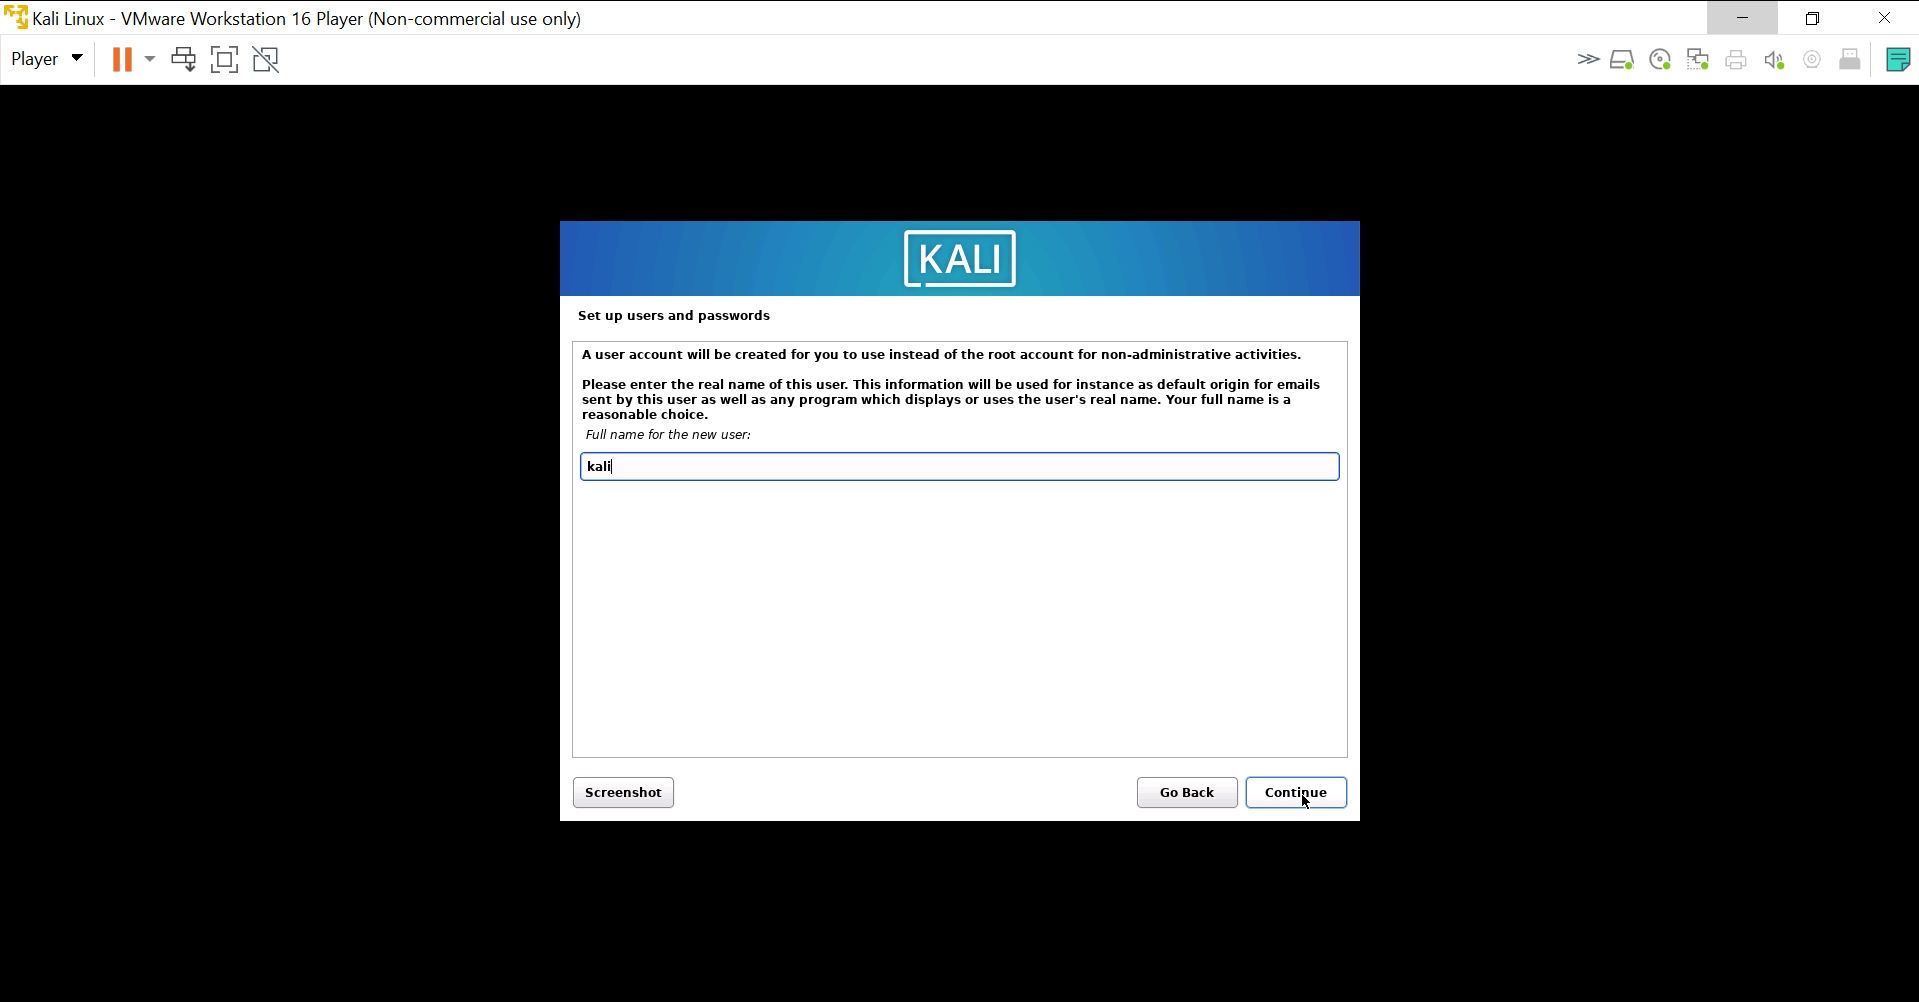 Kali Linux - VMware Workstation 16 Player (Non-commercial use only)
Player
KALI
Set up users and passwords
A user account will be created for you to use instead of the root account for non-administrative activities.
Please enter the real name of this user. This information will be used for instance as default origin for emails
sent by this user as well as any program which displays or uses the user's real name. Your full name is a
reasonable choice.
Full name for the new user:
kali
Screenshot
Go Back
Continue